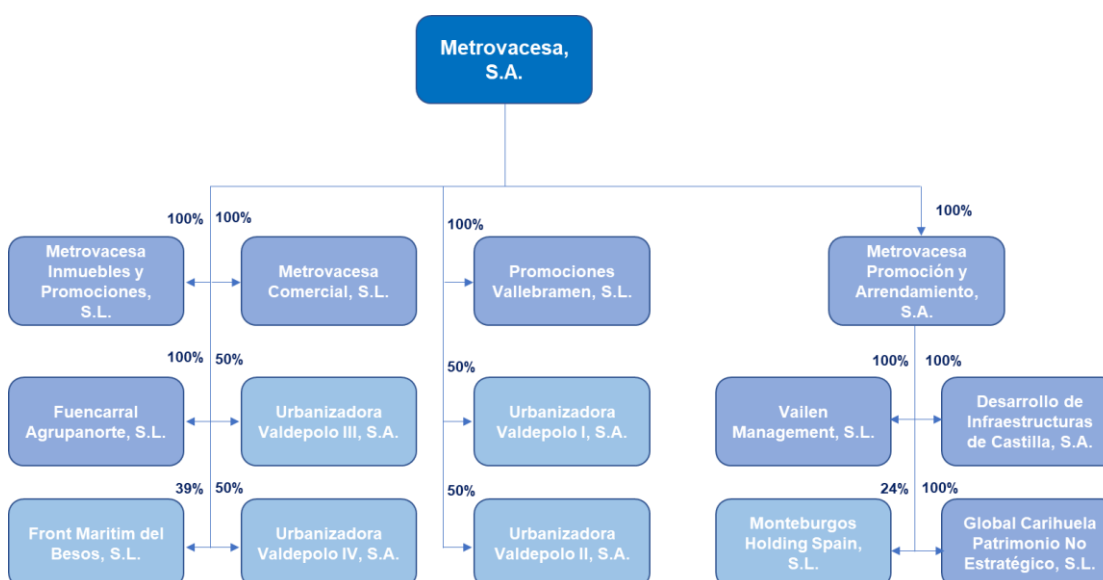 Metrovacesa,
S.A.
100%
100%
100%
100%
Metrovacesa
Inmuebles y
Promociones,
S.L.
Metrovacesa
Comercial, S.L.
Promociones
Vallebramen, S.L.
Metrovacesa
Promoción y
Arrendamiento,
S.A.
100%
50%
50%
100%
100%
Fuencarral
Agrupanorte, S.L.
Urbanizadora
Valdepolo III, S.A.
Urbanizadora
Valdepolo I, S.A.
Vailen
Management, S.L.
Desarrollo de
Infraestructuras
de Castilla, S.A.
39%
50%
50%
24%
100%
Front Maritim del
Besos, S.L.
Urbanizadora
Valdepolo IV, S.A.
Urbanizadora
Valdepolo II, S.A.
Monteburgos
Holding Spain,
S.L.
Global Carihuela
Patrimonio No
Estratégico, S.L.